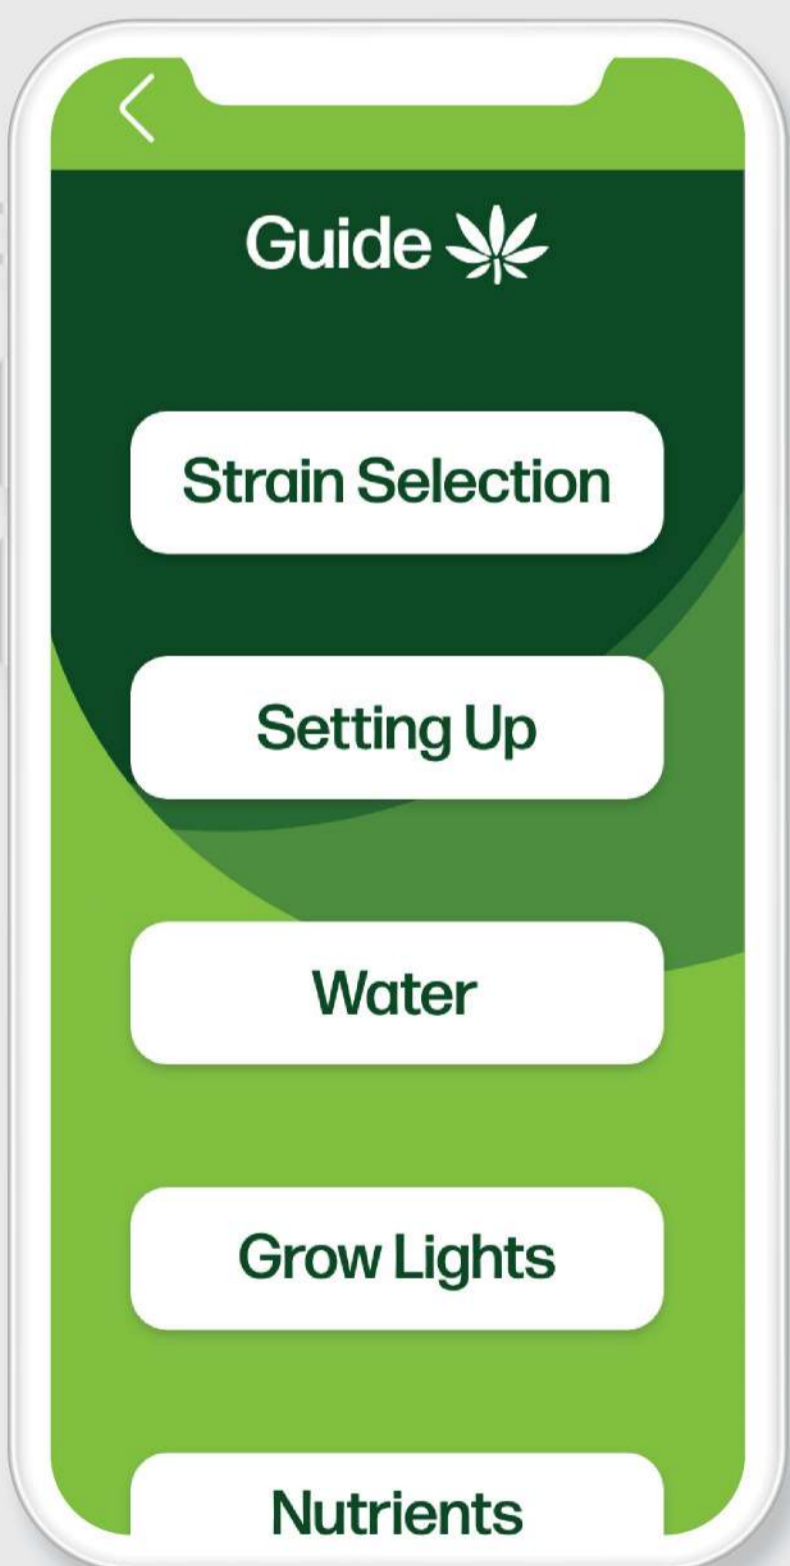 Guide
Strain Selection
Setting Up
Water
Grow Lights
Nutrients